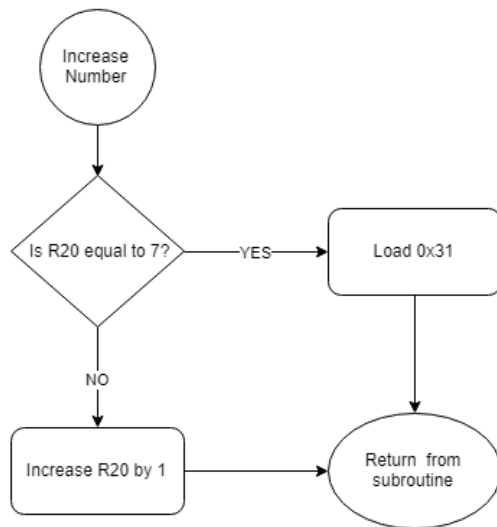 Increase
Number
Is R20 equal to 7?
YES
Load 0x31
NO
Increase R20 by 1
Return from
subroutine